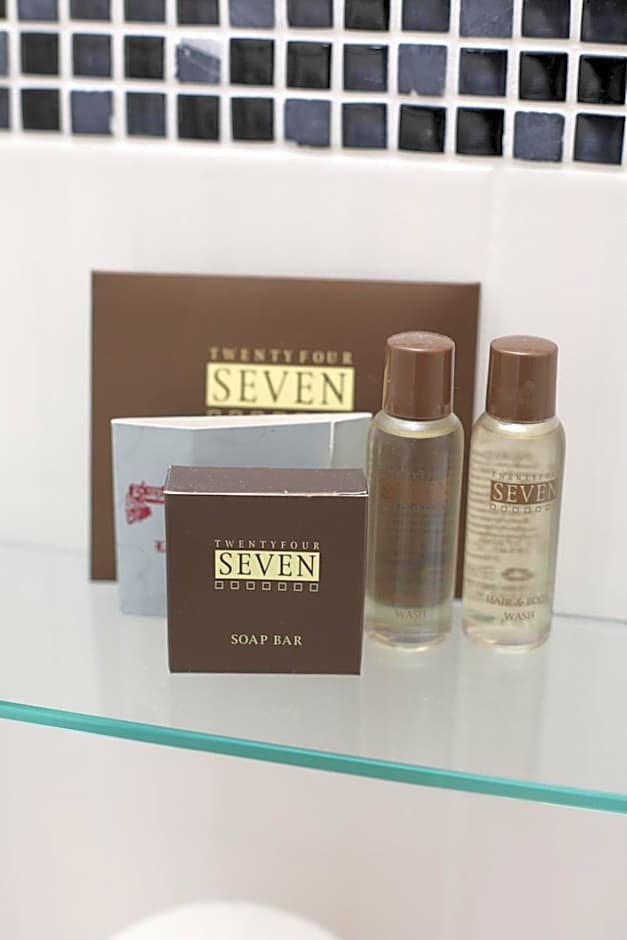 TWENTYFOUR
SEVEN
TWENTYFOUR
SEVEN
SOAP BAR
WASH
TWENTYFOUR
SEVEN
HAIR & BODY
WASH